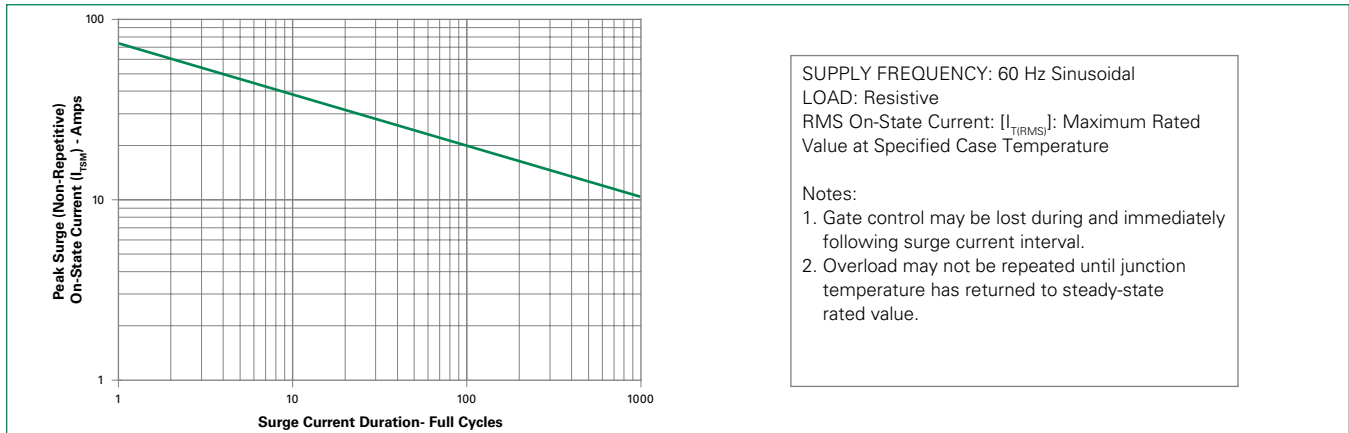 100
10
1
1
10
100
1000
Peak Surge (Non-Repetitive)
On-State Current (I_TSM) - Amps
Surge Current Duration- Full Cycles
SUPPLY FREQUENCY: 60 Hz Sinusoidal
LOAD: Resistive
RMS On-State Current: [I_T(RMS)]: Maximum Rated
Value at Specified Case Temperature
Notes:
1. Gate control may be lost during and immediately
following surge current interval.
2. Overload may not be repeated until junction
temperature has returned to steady-state
rated value.